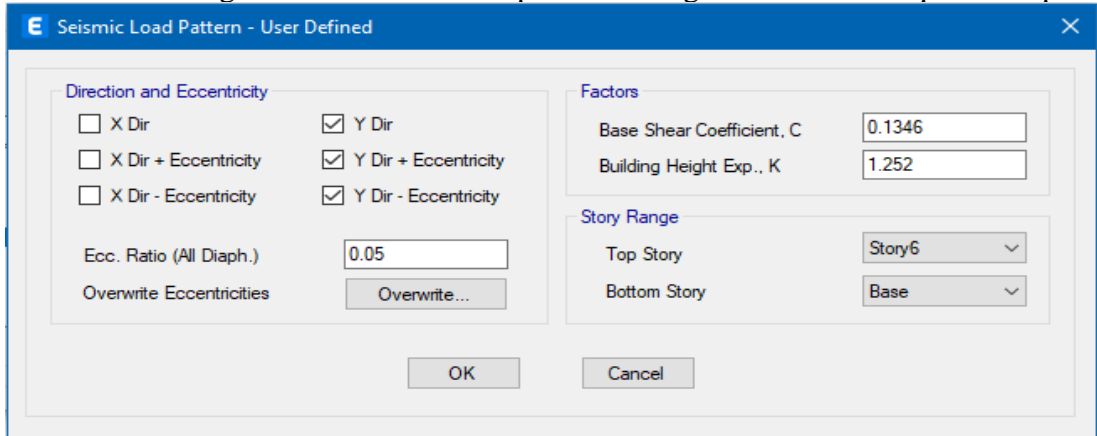 E Seismic Load Pattern - User Defined
Direction and Eccentricity
X Dir
Y Dir
X Dir + Eccentricity
Y Dir + Eccentricity
X Dir - Eccentricity
Y Dir - Eccentricity
Ecc. Ratio (All Diaph.)
0.05
Overwrite Eccentricities
Overwrite...
Factors
Base Shear Coefficient, C
0.1346
Building Height Exp., K
1.252
Story Range
Top Story
Story6
Bottom Story
Base
OK
Cancel